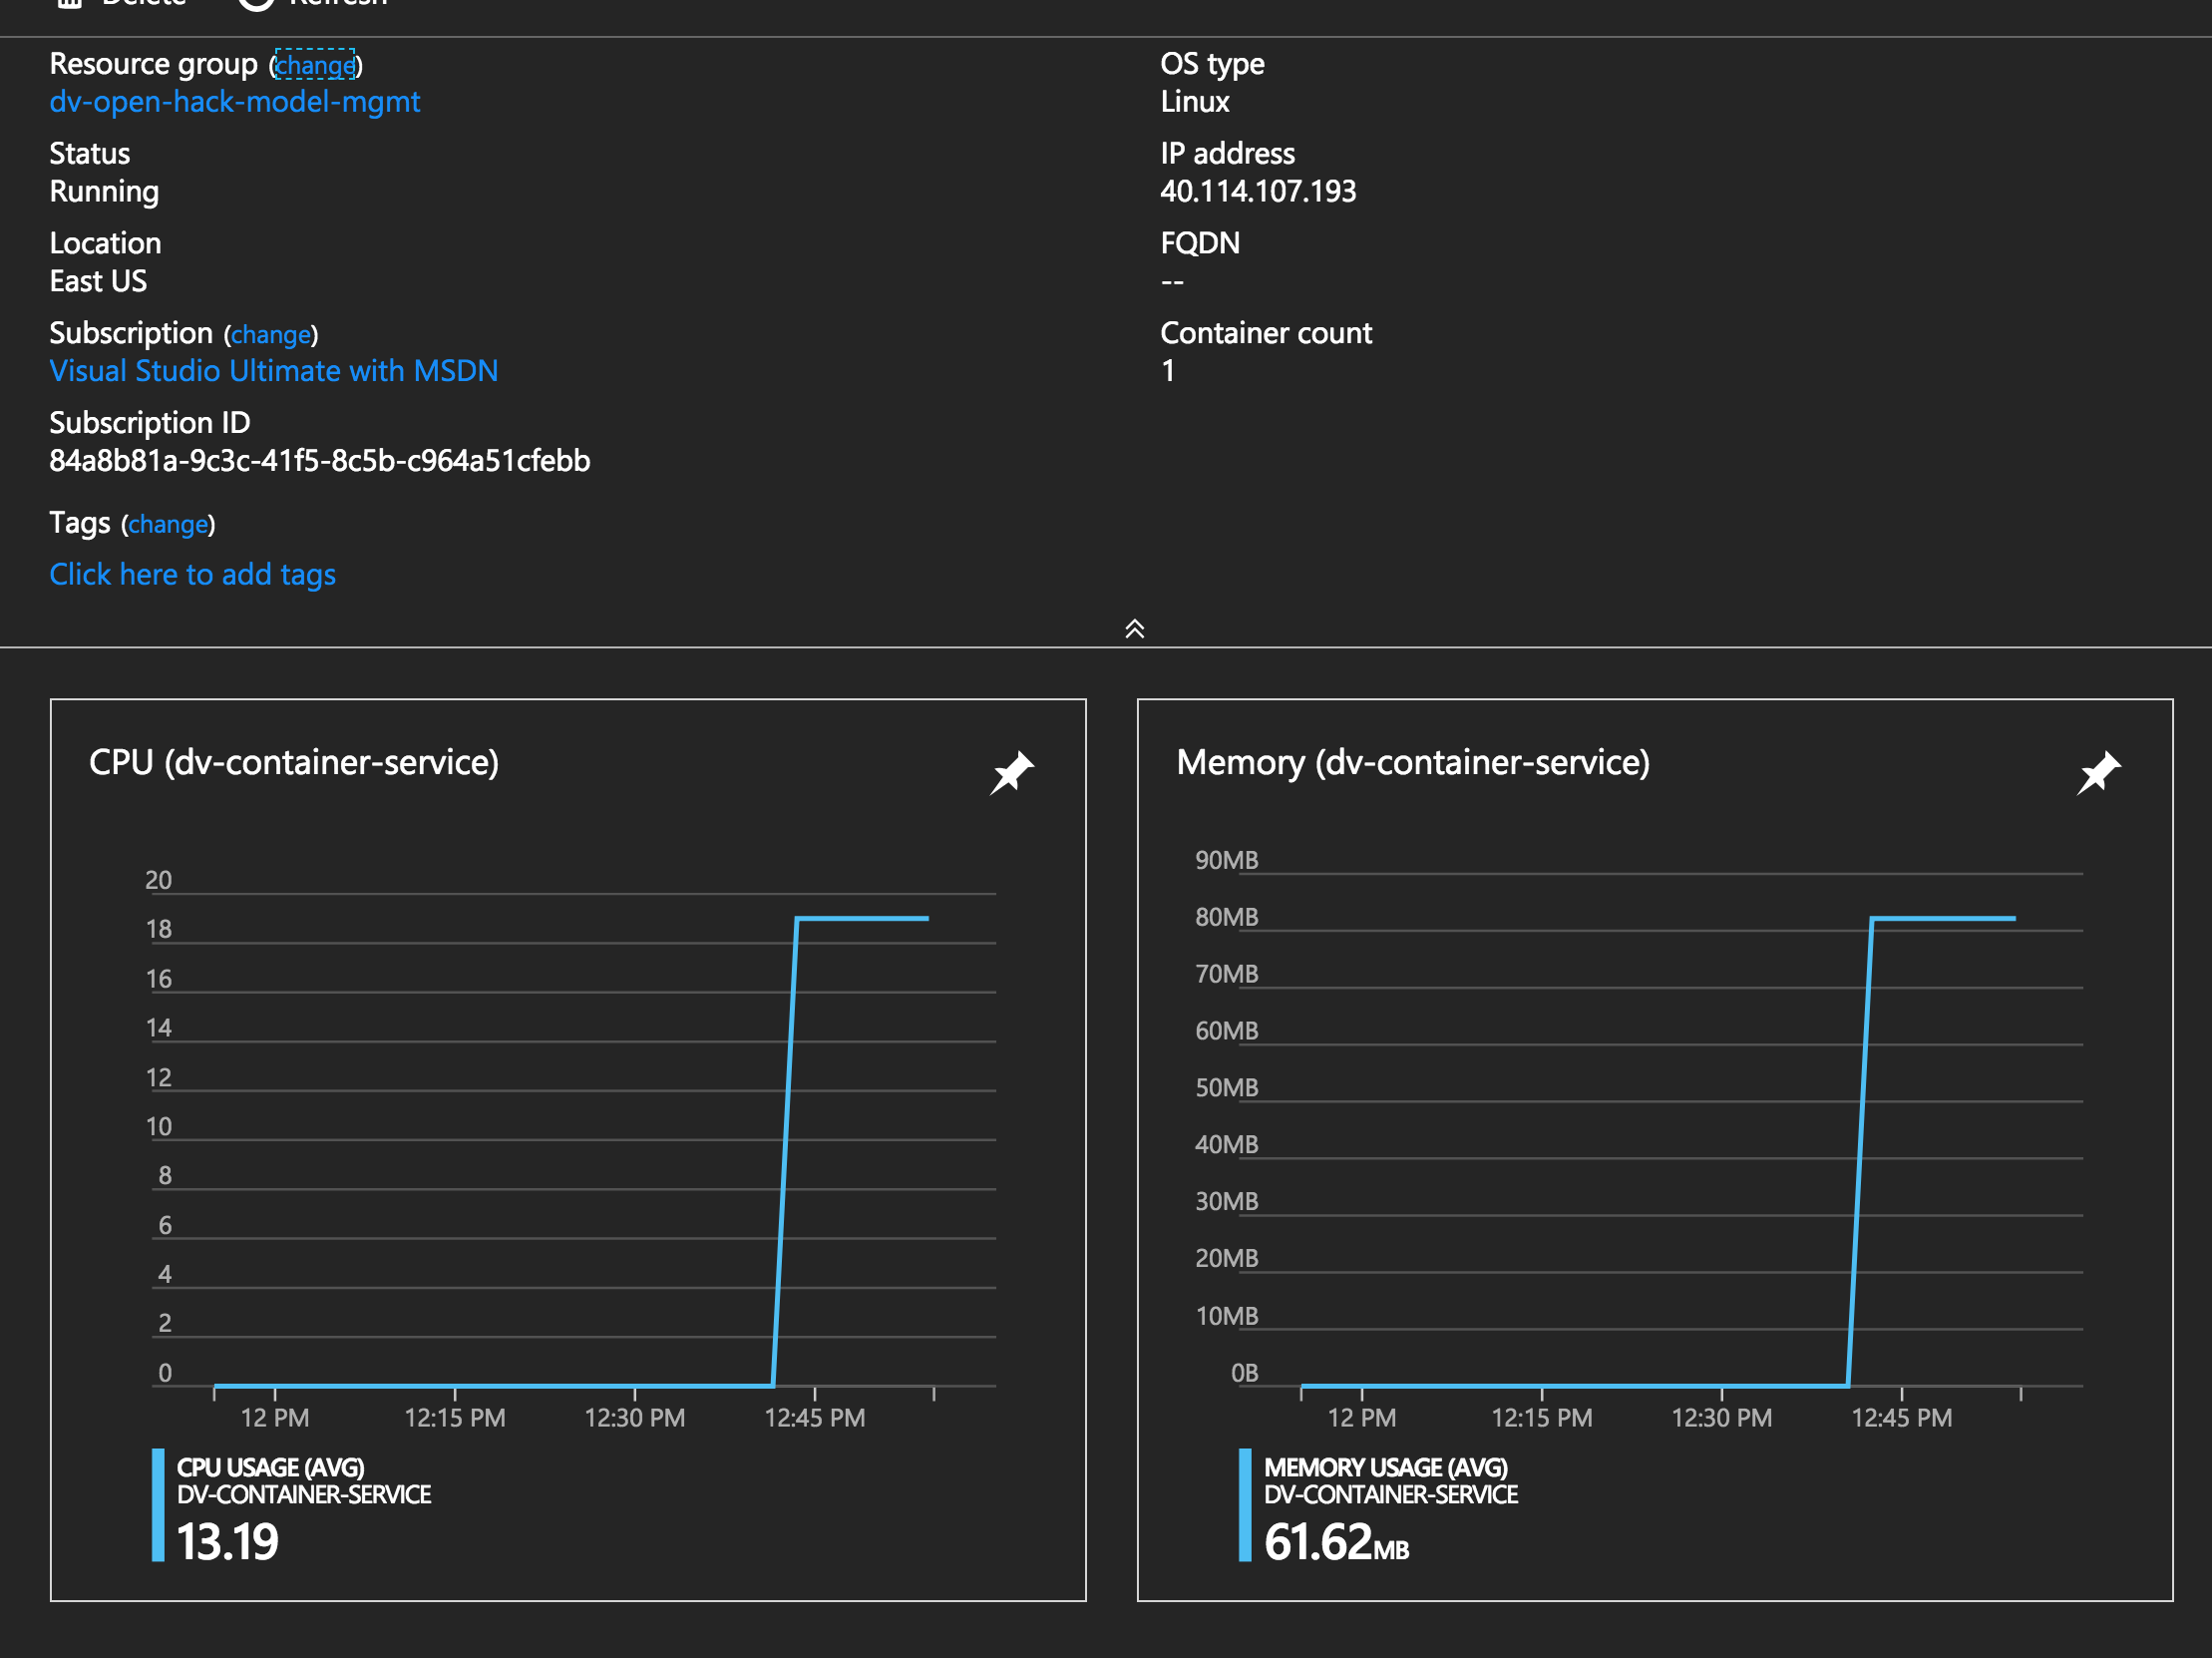 Delete Refresh
Resource group (change)
dv-open-hack-model-mgmt
Status
Running
Location
East US
Subscription (change)
Visual Studio Ultimate with MSDN
Subscription ID
84a8b81a-9c3c-41f5-8c5b-c964a51cfebb
Tags (change)
Click here to add tags
OS type
Linux
IP address
40.114.107.193
FQDN
--
Container count
1
CPU (dv-container-service)
20
18
16
14
12
10
8
6
4
2
0
12 PM 12:15 PM 12:30 PM 12:45 PM
CPU USAGE (AVG)
DV-CONTAINER-SERVICE
13.19
Memory (dv-container-service)
90MB
80MB
70MB
60MB
50MB
40MB
30MB
20MB
10MB
0B
12 PM 12:15 PM 12:30 PM 12:45 PM
MEMORY USAGE (AVG)
DV-CONTAINER-SERVICE
61.62MB